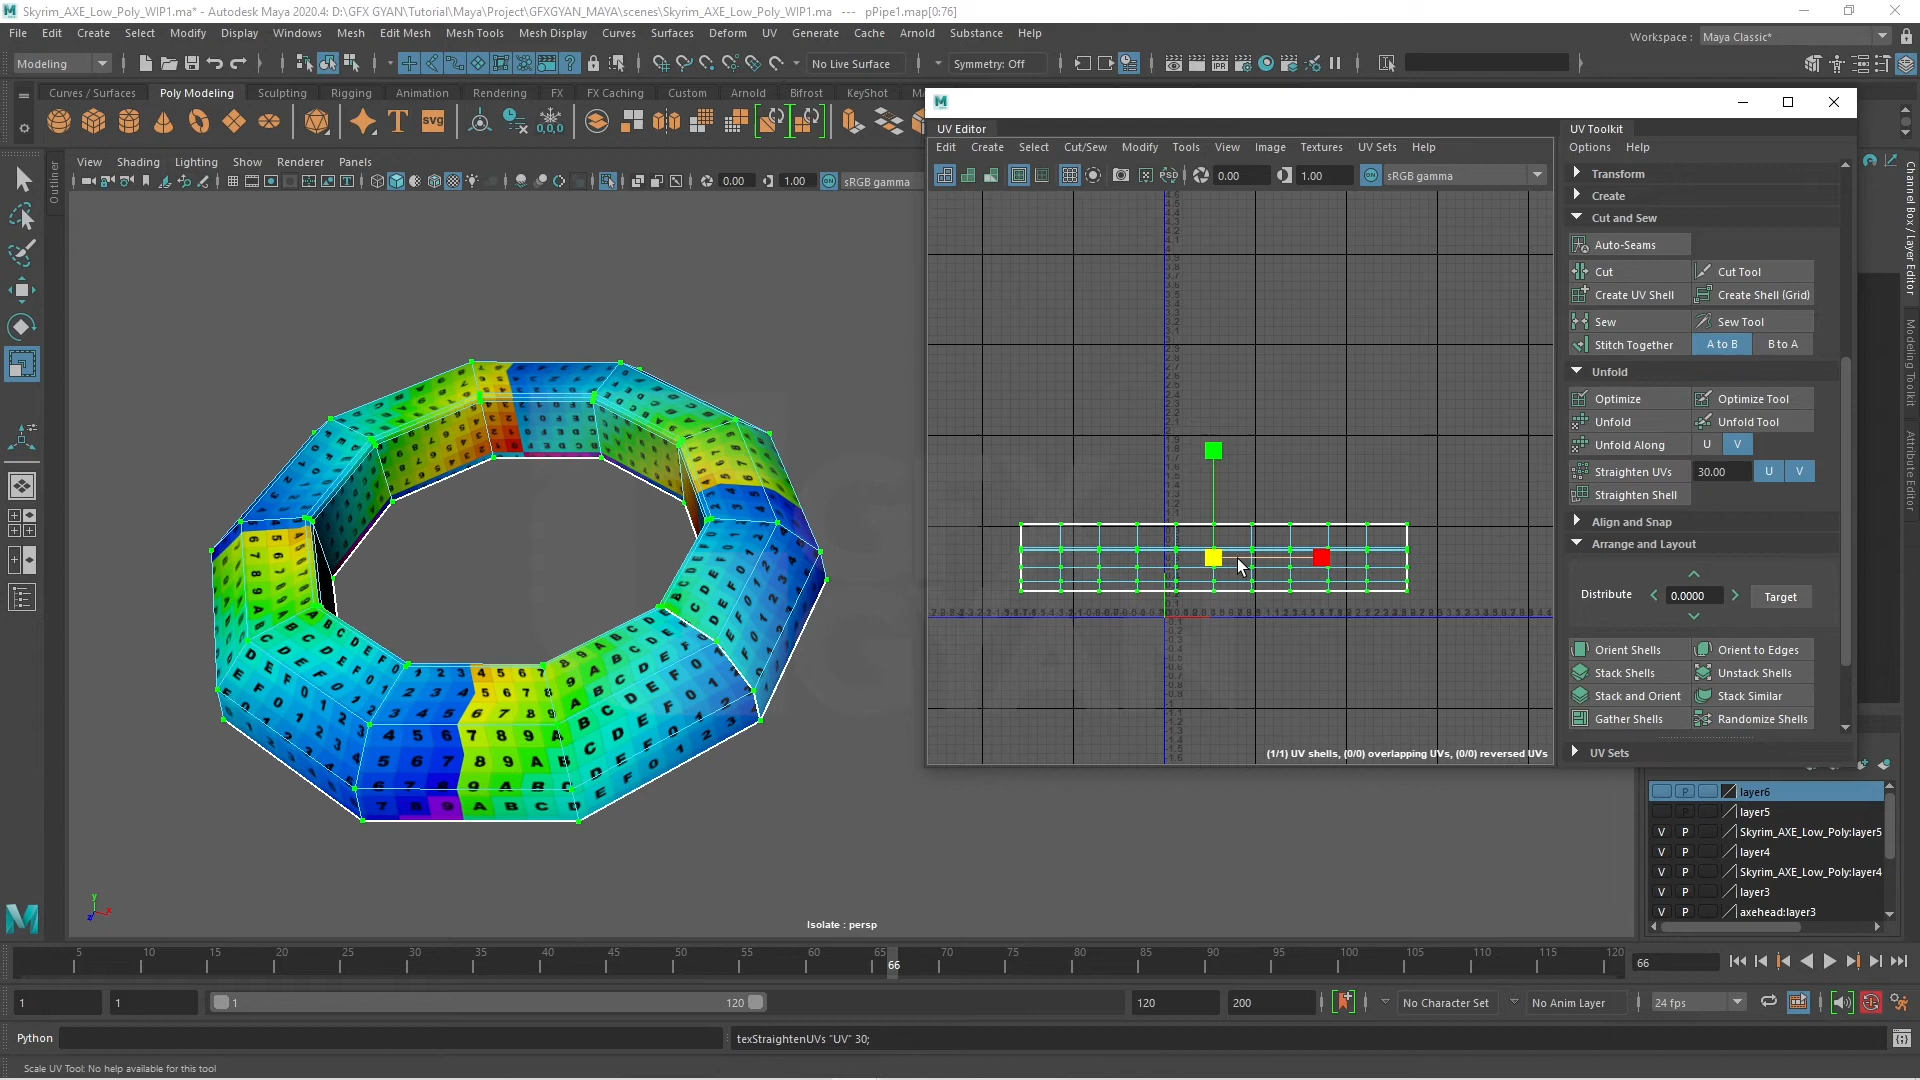 Skyrim_AXE_Low_Poly_WIP1.ma* - Autodesk Maya 2020.4: D:\GFX GYAN\Tutorial\Maya\Project\GFXGYAN_MAYA\scenes\Skyrim_AXE_Low_Poly_WIP1.ma --- pPipe1.map[0:76]
File Edit Create Select Modify Display Windows Mesh Edit Mesh Mesh Tools Mesh Display Curves Surfaces Deform UV Generate Cache Arnold Substance Help
Workspace : Maya Classic*
Modeling No Live Surface Symmetry: Off
Curves / Surfaces Poly Modeling Sculpting Rigging Animation Rendering FX FX Caching Custom Arnold Bifrost KeyShot
View Shading Lighting Show Renderer Panels
0.00 1.00 sRGB gamma
Outliner
UV Editor
Edit Create Select Cut/Sew Modify Tools View Image Textures UV Sets Help
0.00 1.00 sRGB gamma
(1/1) UV shells, (0/0) overlapping UVs, (0/0) reversed UVs
UV Toolkit
Options Help
Transform
Create
Cut and Sew
Auto-Seams
Cut Cut Tool
Create UV Shell Create Shell (Grid)
Sew Sew Tool
Stitch Together A to B B to A
Unfold
Optimize Optimize Tool
Unfold Unfold Tool
Unfold Along U V
Straighten UVs 30.00 U V
Straighten Shell
Align and Snap
Arrange and Layout
Distribute 0.0000 Target
Orient Shells Orient to Edges
Stack Shells Unstack Shells
Stack and Orient Stack Similar
Gather Shells Randomize Shells
UV Sets
Channel Box / Layer Editor
Modeling Toolkit
Attribute Editor
P layer6
layer5
V P Skyrim_AXE_Low_Poly:layer5
V P layer4
V P Skyrim_AXE_Low_Poly:layer4
V P layer3
V P axehead:layer3
Isolate : persp
5 10 15 20 25 30 35 40 45 50 55 60 65 66 70 75 80 85 90 95 100 105 110 115 120
66
1 1 1 120 120 200 No Character Set No Anim Layer 24 fps
Python texStraightenUVs "UV" 30;
Scale UV Tool: No help available for this tool